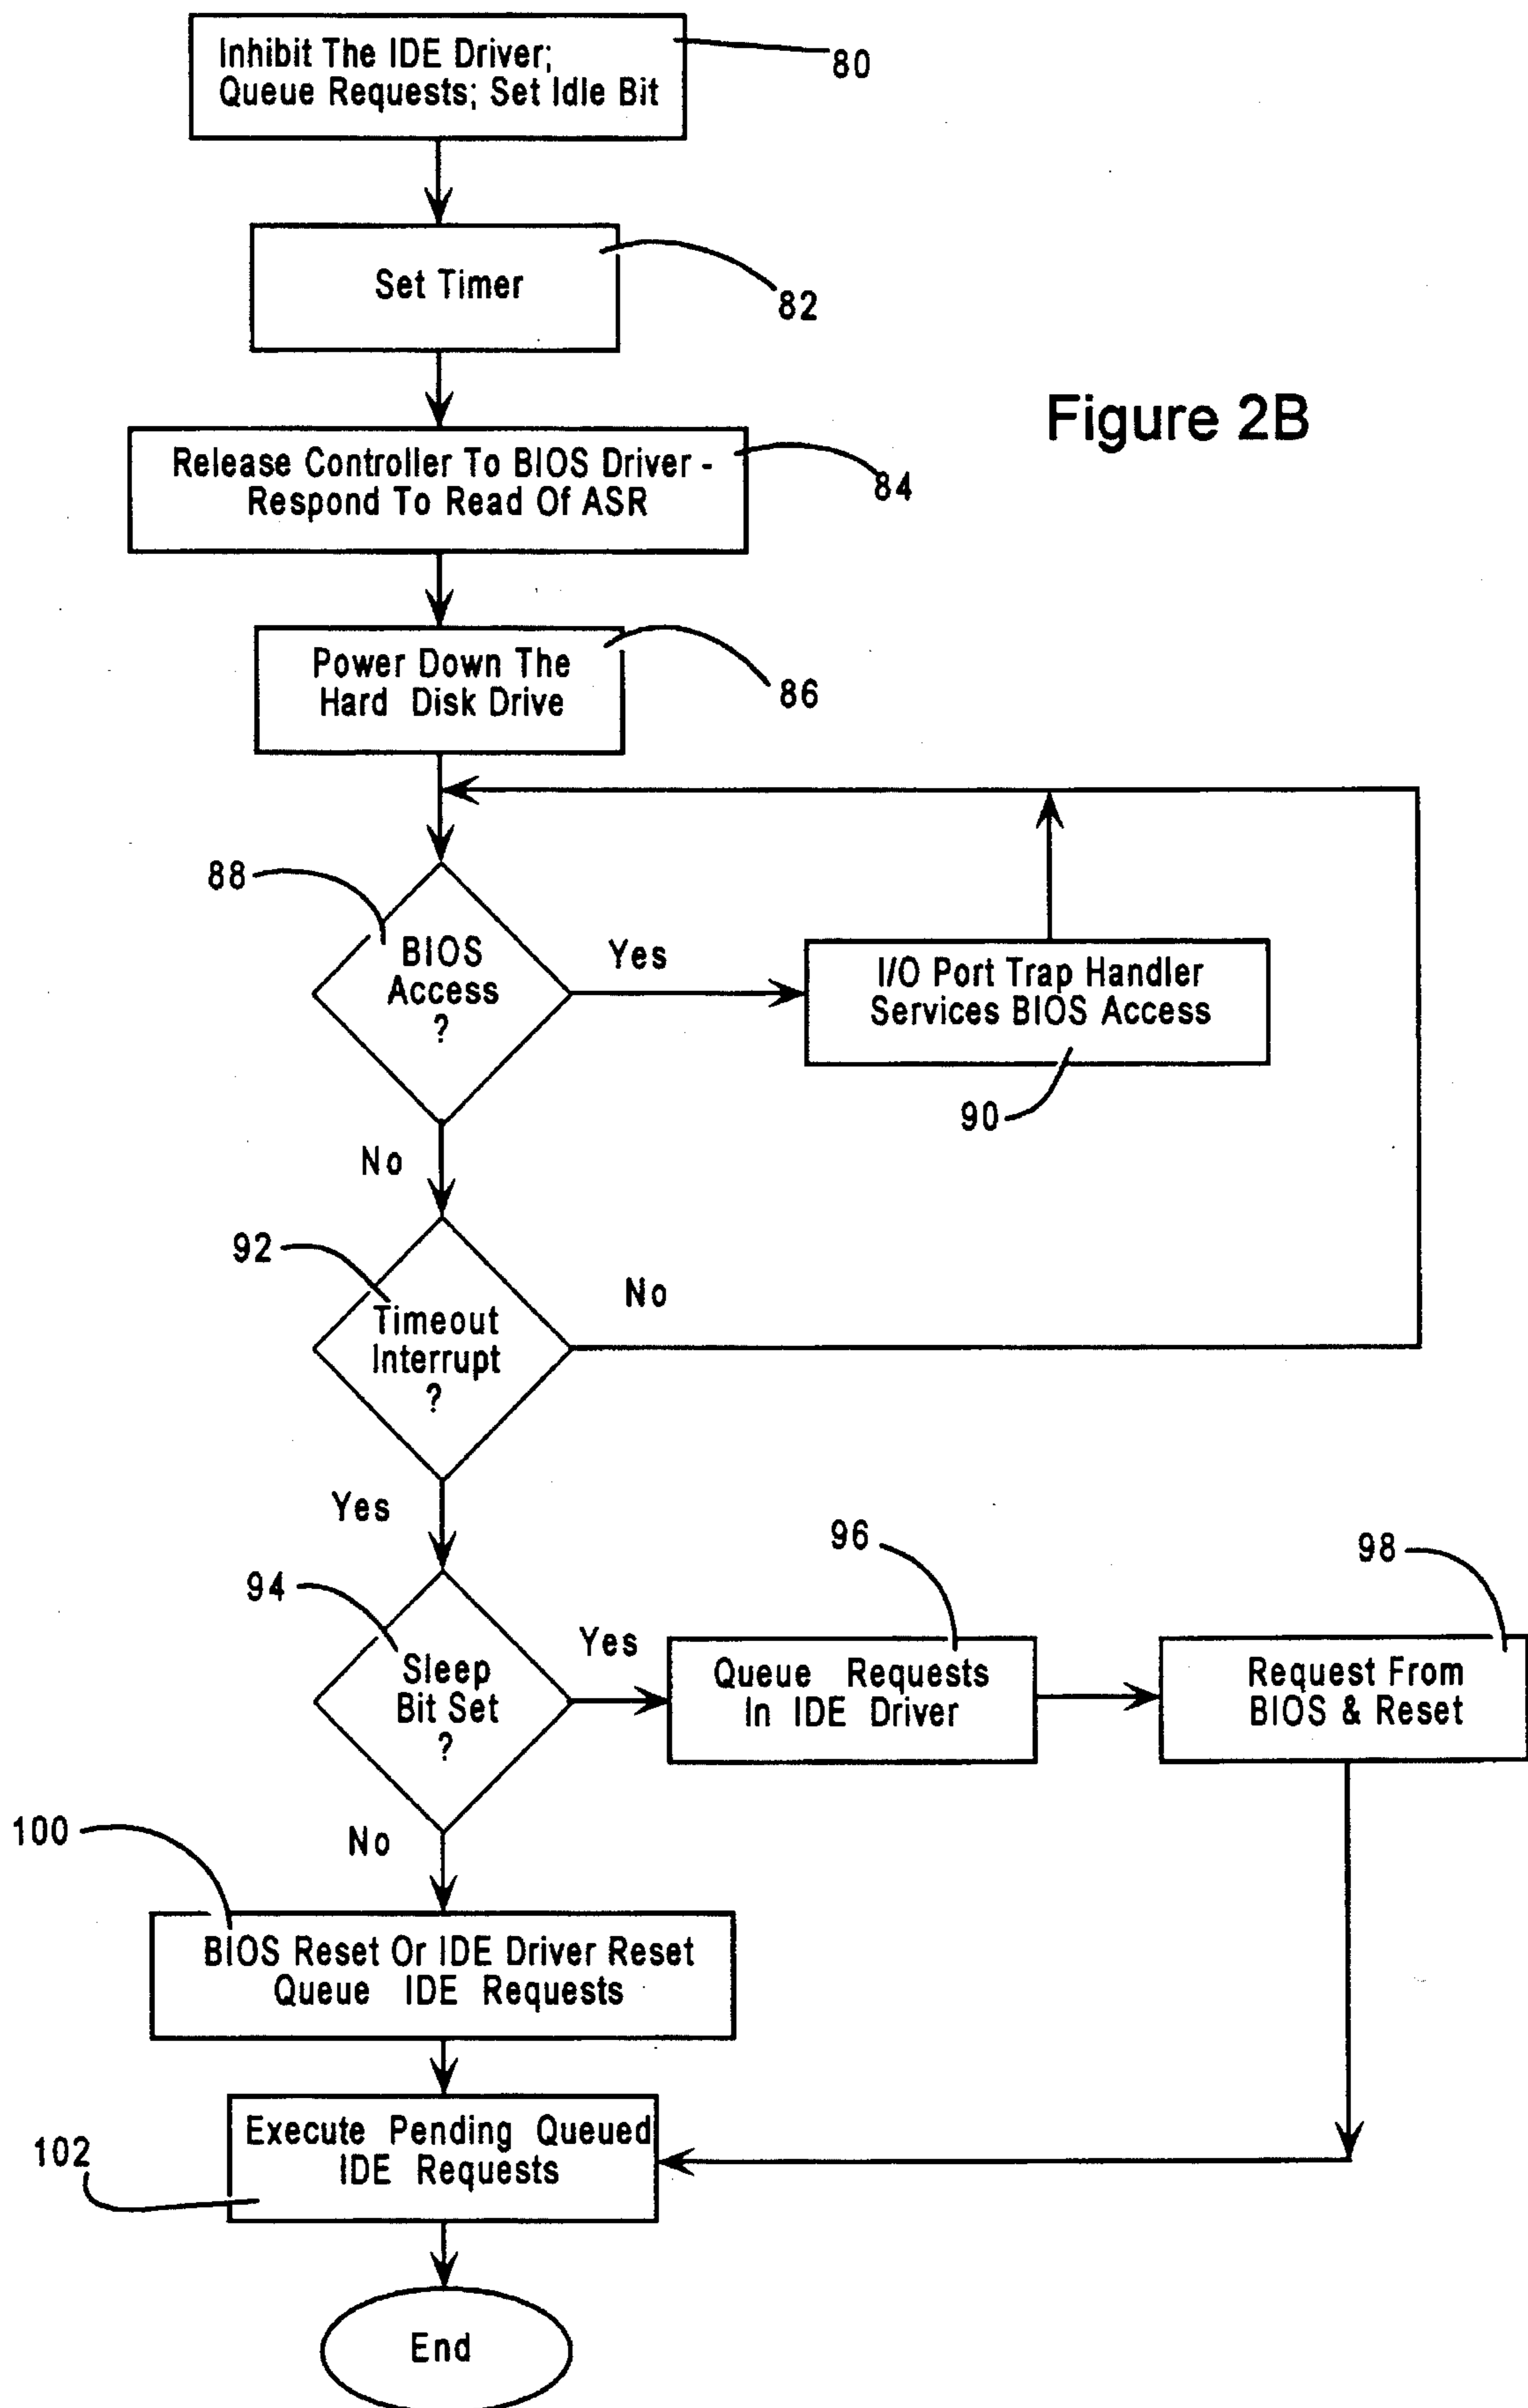 Inhibit The IDE Driver;
Queue Requests; Set Idle Bit
80
Set Timer
82
Figure 2B
Release Controller To BIOS Driver -
Respond To Read Of ASR
84
Power Down The
Hard Disk Drive
86
88
BIOS
Access
?
Yes
I/O Port Trap Handler
Services BIOS Access
90
No
92
Timeout
Interrupt
?
No
Yes
94
Sleep
Bit Set
?
Yes
96
Queue Requests
In IDE Driver
98
Request From
BIOS & Reset
No
100
BIOS Reset Or IDE Driver Reset
Queue IDE Requests
102
Execute Pending Queued
IDE Requests
End